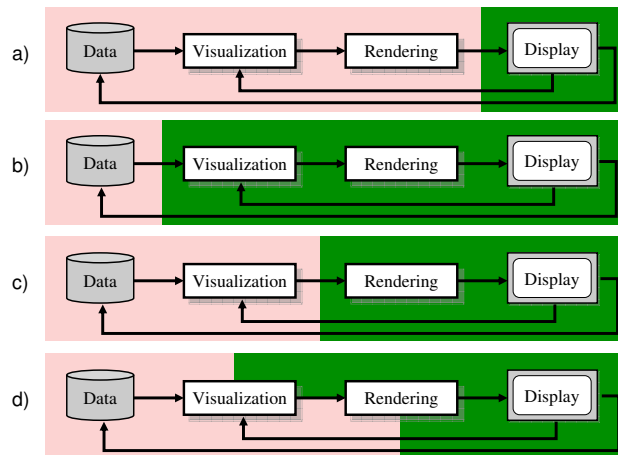 a) Data Visualization Rendering Display
b) Data Visualization Rendering Display
c) Data Visualization Rendering Display
d) Data Visualization Rendering Display